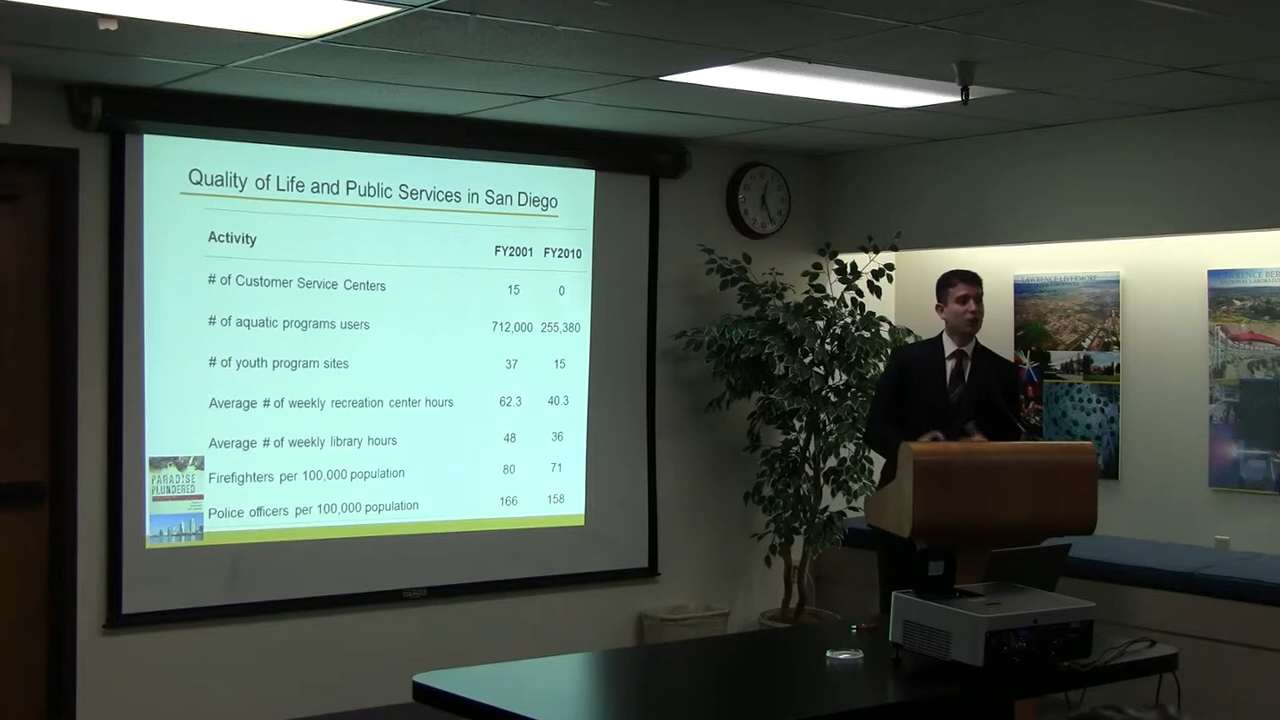 Quality of Life and Public Services in San Diego
Activity FY2001 FY2010
# of Customer Service Centers 15 0
# of aquatic programs users 712,000 255,380
# of youth program sites 37 15
Average # of weekly recreation center hours 62.3 40.3
Average # of weekly library hours 48 36
Firefighters per 100,000 population 80 71
Police officers per 100,000 population 166 158
PARADISE
PLUNDERED
LAWRENCE LIVERMORE
LAWRENCE BER